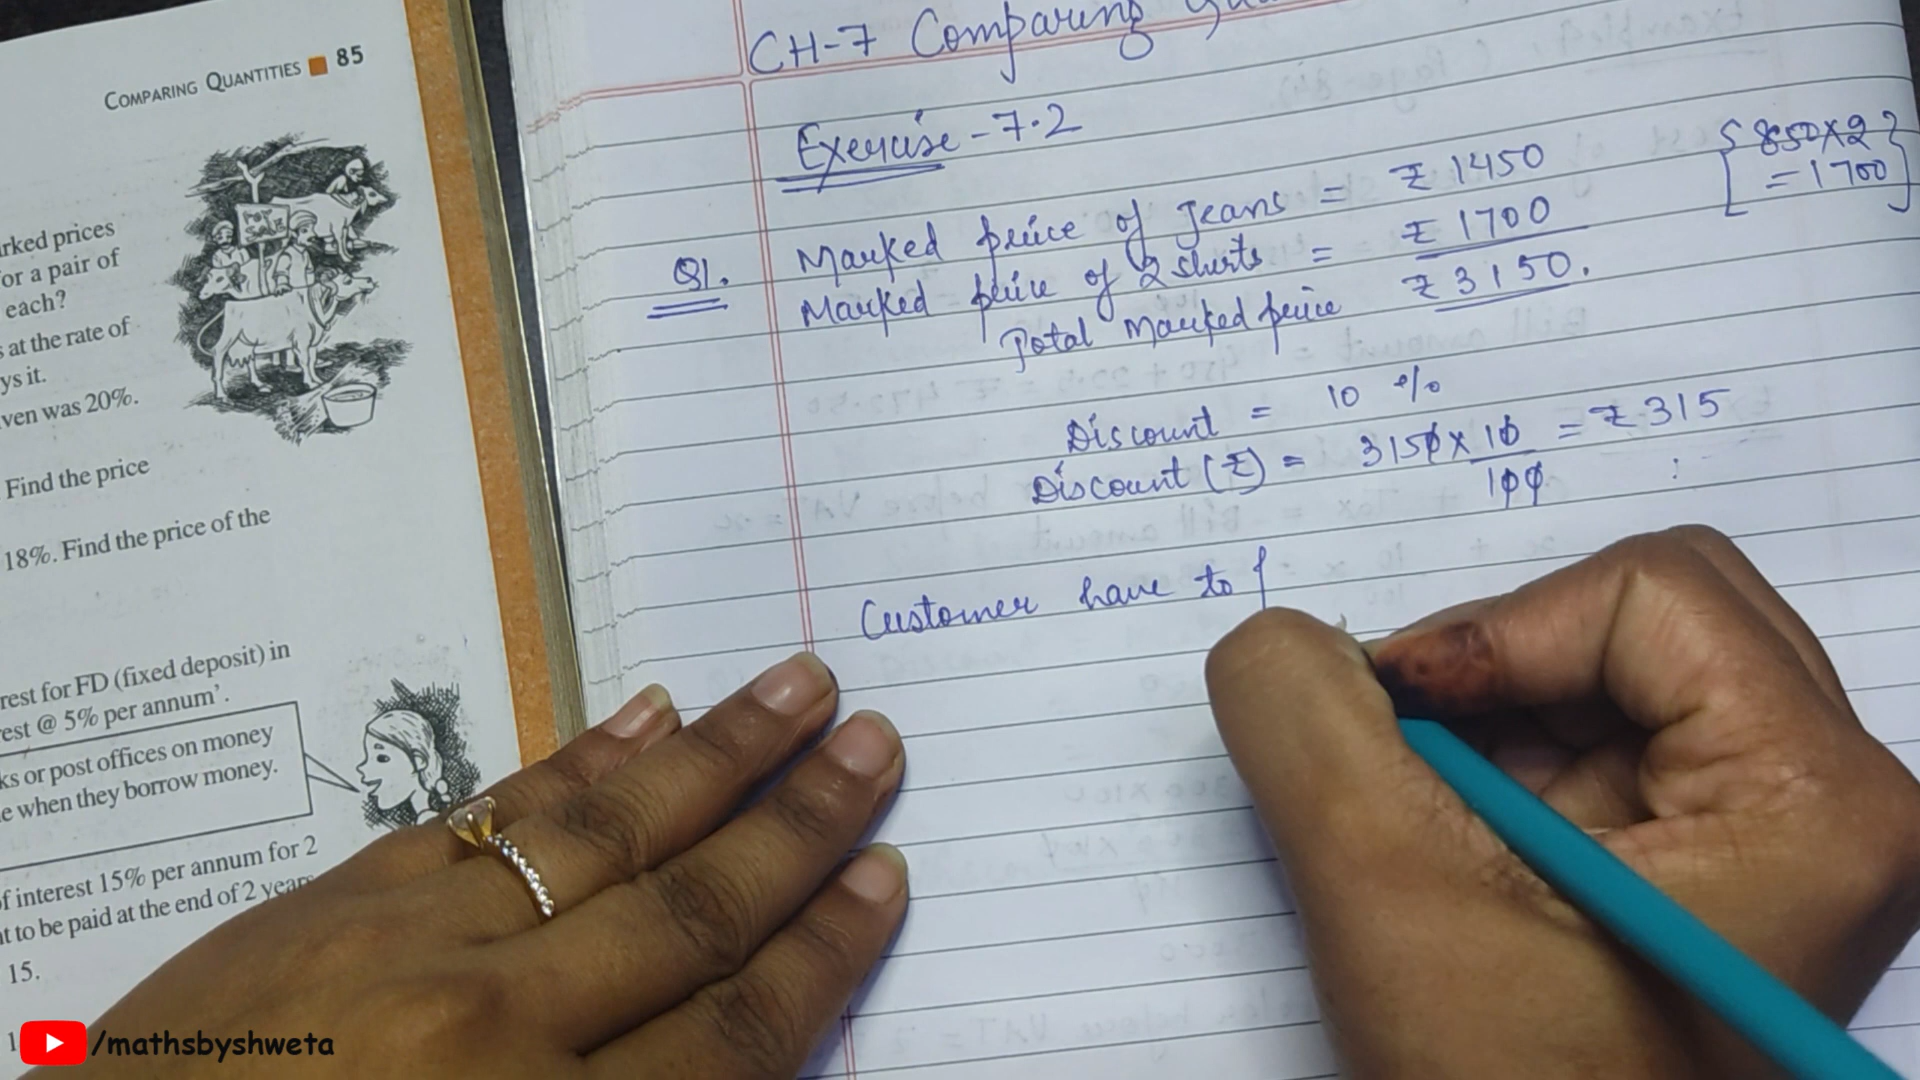 COMPARING QUANTITIES 85
rked prices
or a pair of
each?
s at the rate of
ys it.
ven was 20%.
Find the price
18%. Find the price of the
rest for FD (fixed deposit) in
est @ 5% per annum’.
ks or post offices on money
e when they borrow money.
f interest 15% per annum for 2
t to be paid at the end of 2 years
15.
CH-7 Comparing
Exercise - 7.2
Q1. Marked price of Jeans = ₹ 1450
{ 850×2 }
[ = 1700 ]
Marked price of 2 shirts = ₹ 1700
Total Marked price ₹ 3150.
Discount = 10 %
Discount (₹) = 3150 × 10 = ₹ 315
100
Customer have to
/mathsbyshweta